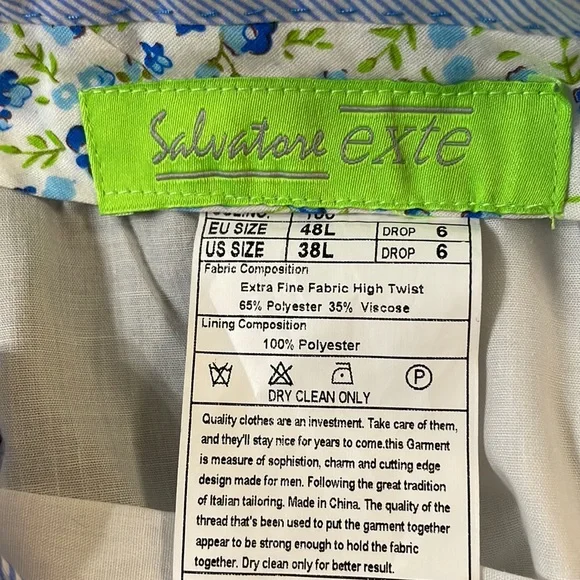 Salvatore exte
EU SIZE 48L DROP 6
US SIZE 38L DROP 6
Fabric Composition
Extra Fine Fabric High Twist
65% Polyester 35% Viscose
Lining Composition
100% Polyester
P
DRY CLEAN ONLY
Quality clothes are an investment. Take care of them,
and they'll stay nice for years to come.this Garment
is measure of sophistion, charm and cutting edge
design made for men. Following the great tradition
of Italian tailoring. Made in China. The quality of the
thread that's been used to put the garment together
appear to be strong enough to hold the fabric
together. Dry clean only for better result.